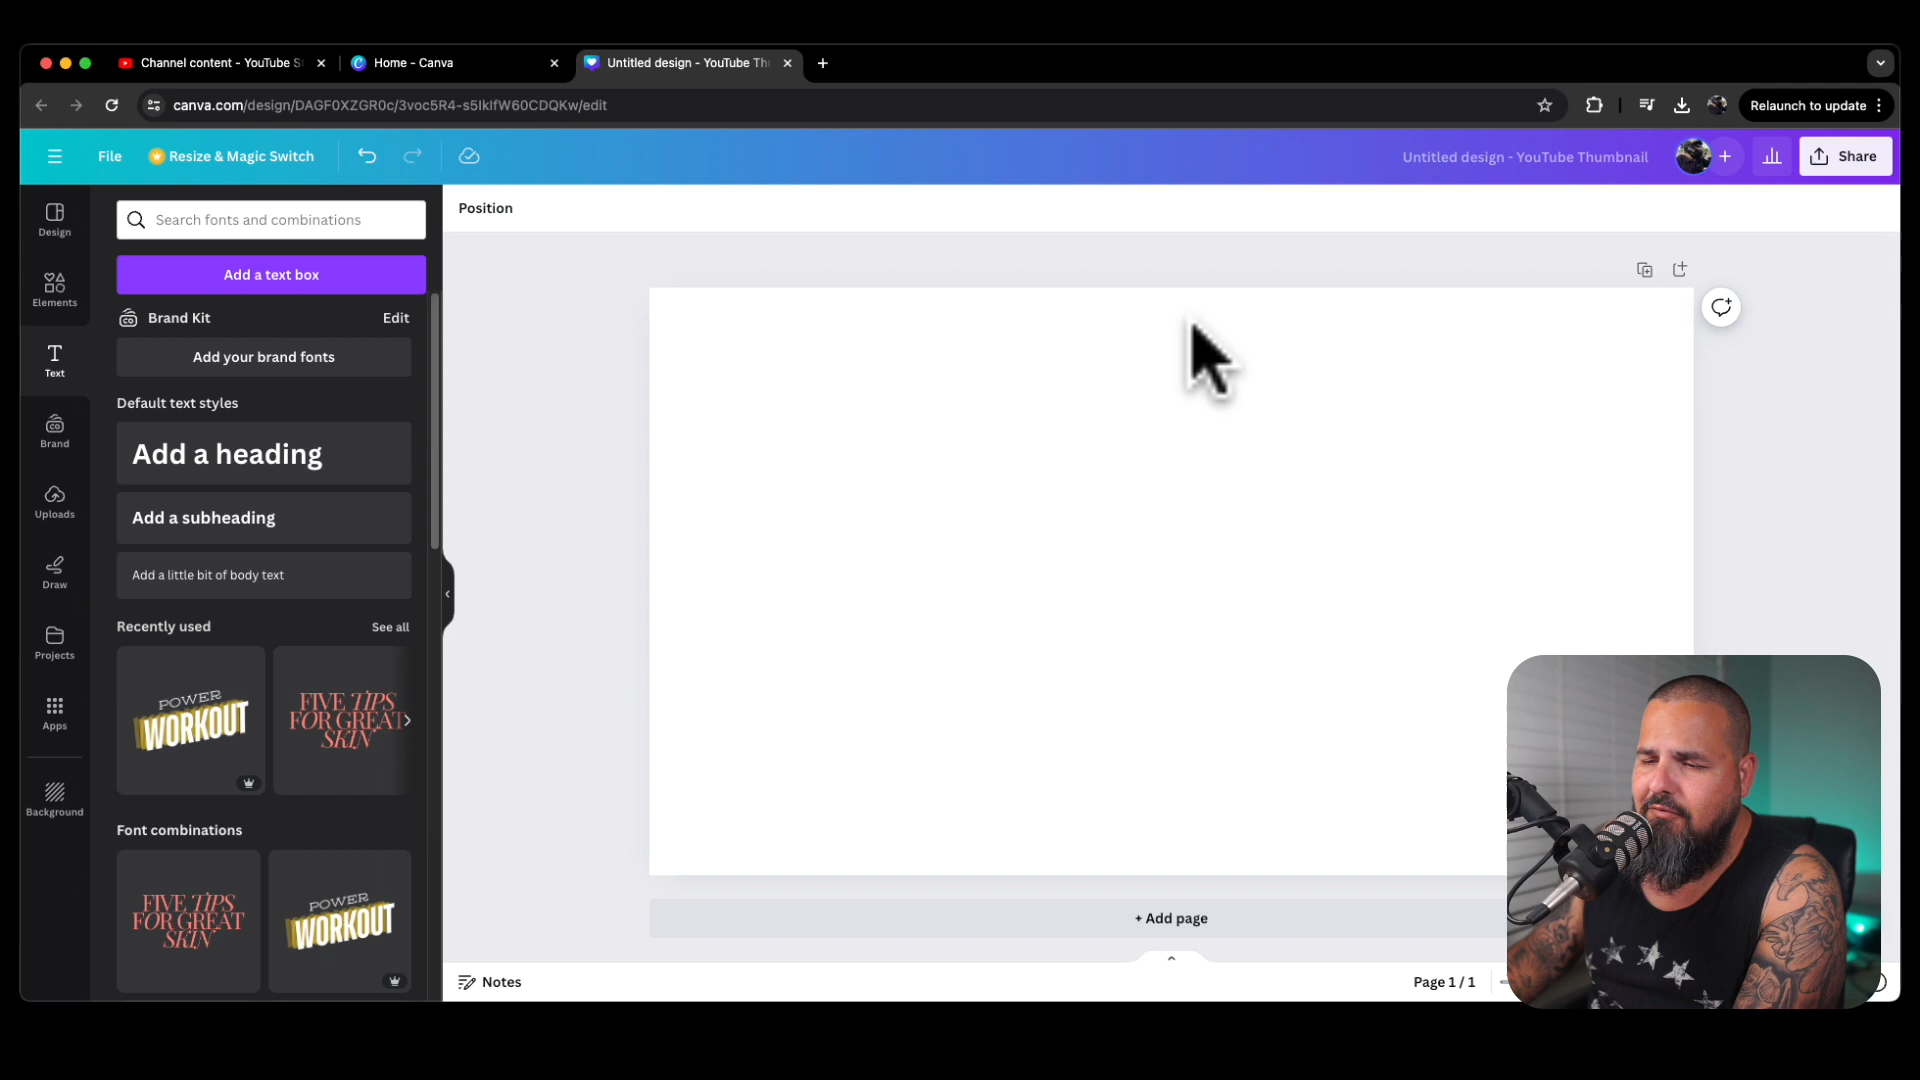 Channel content - YouTube S
Home - Canva
Untitled design - YouTube Th
canva.com/design/DAGF0XZGR0c/3voc5R4-s5IkIfW60CDQKw/edit
Relaunch to update
File
Resize & Magic Switch
Untitled design - YouTube Thumbnail
Share
Design
Elements
Text
Brand
Uploads
Draw
Projects
Apps
Background
Search fonts and combinations
Add a text box
Brand Kit
Edit
Add your brand fonts
Default text styles
Add a heading
Add a subheading
Add a little bit of body text
Recently used
See all
POWER
WORKOUT
FIVE TIPS
FOR GREAT
SKIN
Font combinations
FIVE TIPS
FOR GREAT
SKIN
POWER
WORKOUT
Position
+ Add page
Notes
Page 1 / 1